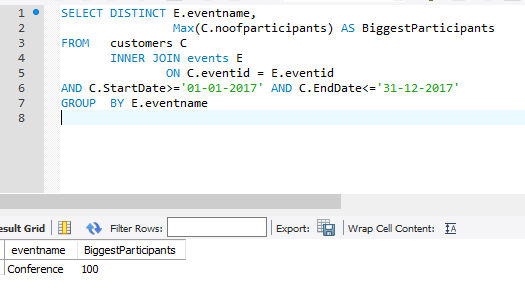 1 SELECT DISTINCT E.eventname,
2 Max(C.noofparticipants) AS BiggestParticipants
3 FROM customers C
4 INNER JOIN events E
5 ON C.eventid = E.eventid
6 AND C.StartDate>='01-01-2017' AND C.EndDate<='31-12-2017'
7 GROUP BY E.eventname
8
esult Grid Filter Rows: Export: Wrap Cell Content: IA
eventname BiggestParticipants
Conference 100